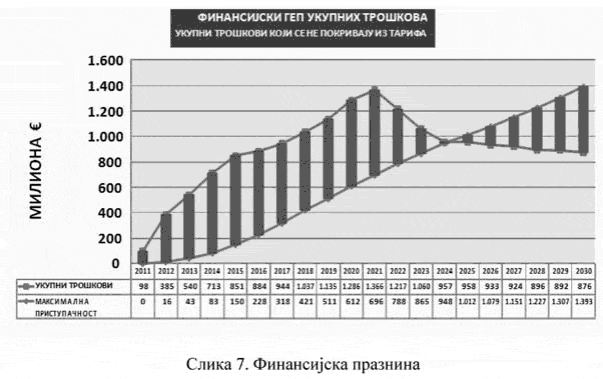 ФИНАНСИЈСКИ ГЕП УКУПНИХ ТРОШКОВА
УКУПНИ ТРОШКОВИ КОЈИ СЕ НЕ ПОКРИВАЈУ ИЗ ТАРИФА
МИЛИОНА €
1.600
1.400
1.200
1.000
800
600
400
200
0
2011 2012 2013 2014 2015 2016 2017 2018 2019 2020 2021 2022 2023 2024 2025 2026 2027 2028 2029 2030
УКУПНИ ТРОШКОВИ 98 385 540 713 851 884 944 1.037 1.135 1.286 1.366 1.217 1.060 957 958 933 924 896 892 876
МАКСИМАЛНА ПРИСТУПАЧНОСТ 0 16 43 83 150 228 318 421 511 612 696 788 865 948 1.012 1.079 1.151 1.227 1.307 1.393
Слика 7. Финансијска празнина